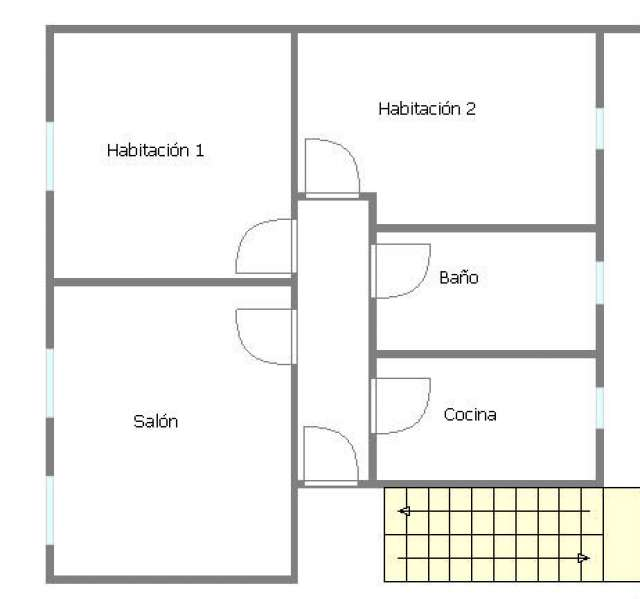 Habitación 1
Habitación 2
Baño
Salón
Cocina